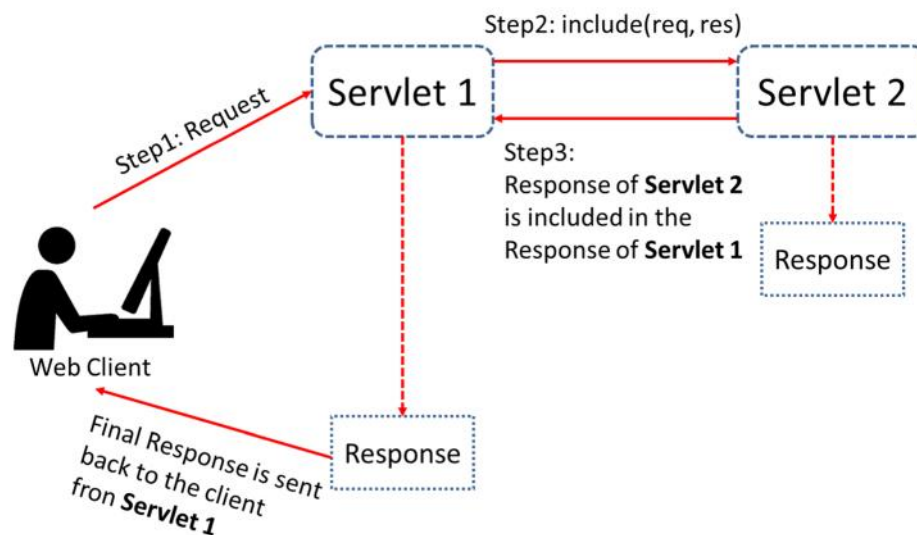 Step2: include(req, res)
Servlet 1
Servlet 2
Step1: Request
Step3:
Response of Servlet 2
is included in the
Response of Servlet 1
Response
Web Client
Response
Final Response is sent
back to the client
fron Servlet 1